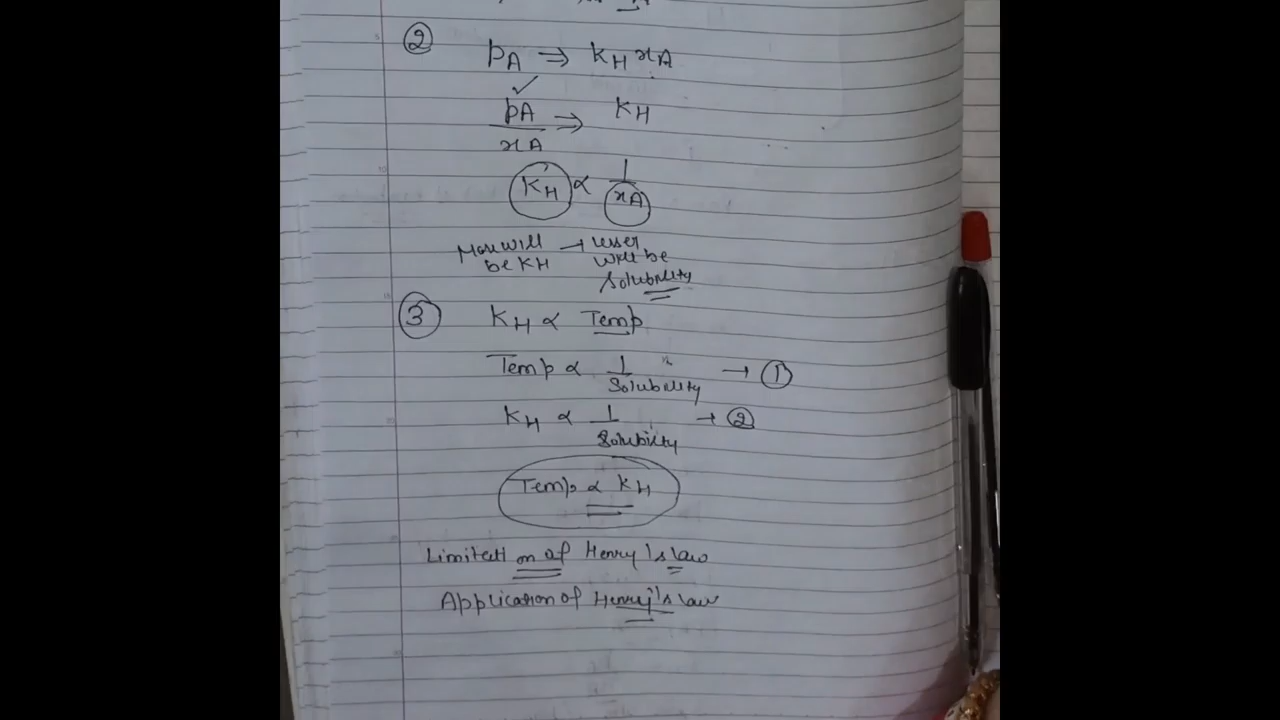 ② pA ⇒ KH xA
pA ⇒ KH
xA
KH ∝ 1
xA
More will → lesser
be KH will be
Solubility
③ KH ∝ Temp
Temp ∝ 1 → ①
Solubility
KH ∝ 1 → ②
Solubility
Temp ∝ KH
Limitation of Henry's law
Application of Henry's law